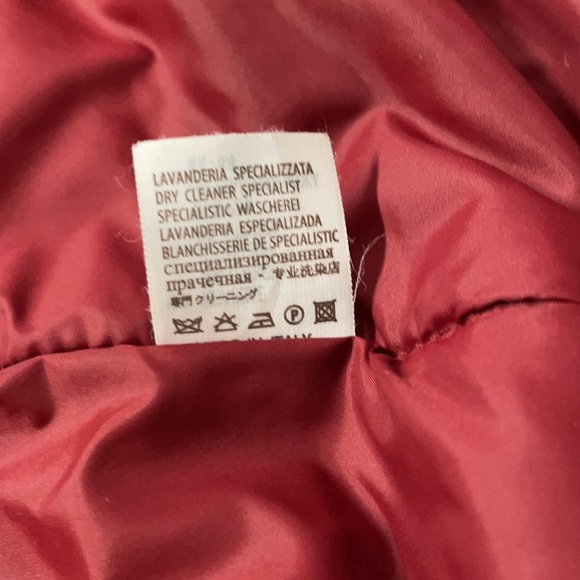 LAVANDERIA SPECIALIZZATA
DRY CLEANER SPECIALIST
SPECIALISTIC WASCHEREI
LAVANDERIA ESPECIALIZADA
BLANCHISSERIE DE SPECIALISTIC
специализированная
прачечная - 专业洗染店
専門クリーニング
P